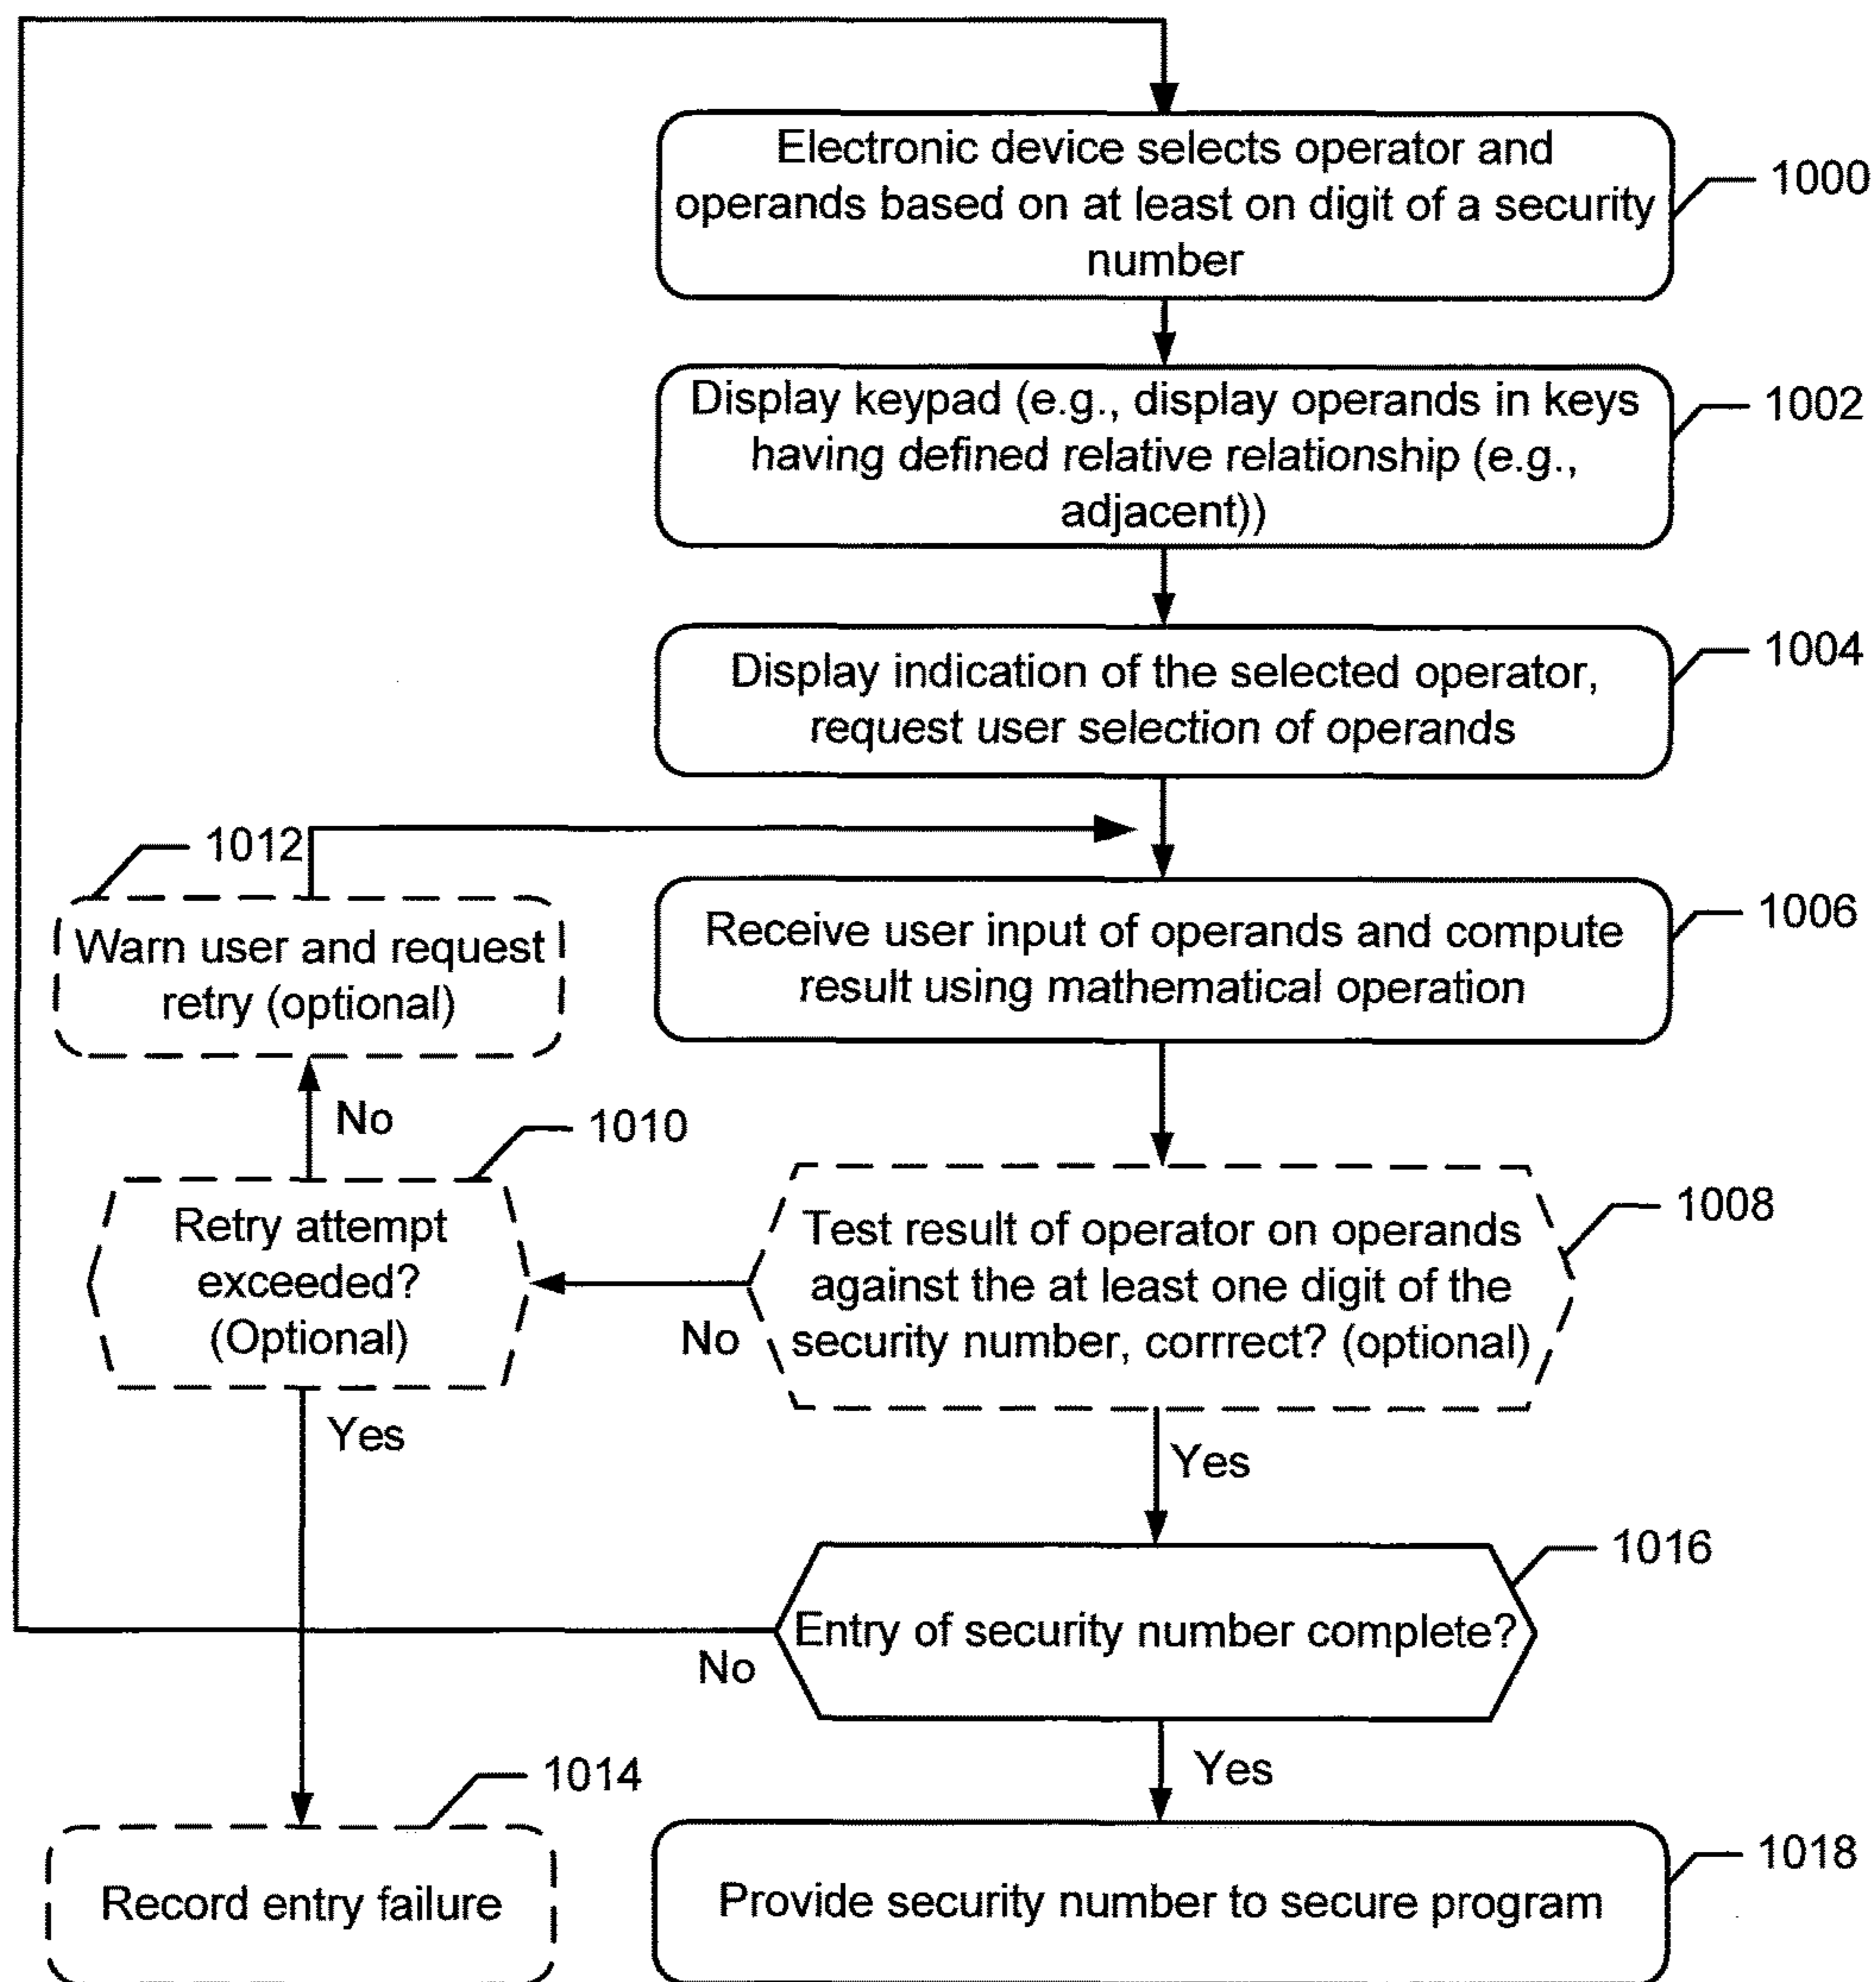 Electronic device selects operator and
operands based on at least on digit of a security
number
1000
Display keypad (e.g., display operands in keys
having defined relative relationship (e.g.,
adjacent))
1002
Display indication of the selected operator,
request user selection of operands
1004
1012
Warn user and request
retry (optional)
Receive user input of operands and compute
result using mathematical operation
1006
No
1010
Retry attempt
exceeded?
(Optional)
No
Test result of operator on operands
against the at least one digit of the
security number, corrrect? (optional)
1008
Yes
Yes
1016
Entry of security number complete?
No
Yes
1014
Record entry failure
Provide security number to secure program
1018